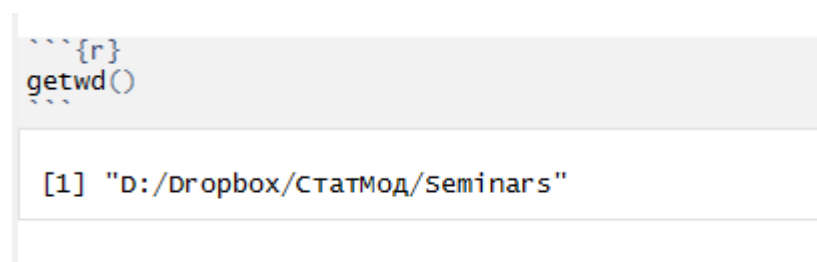 ```{r}
getwd()
```
[1] "D:/Dropbox/СтатМод/Seminars"